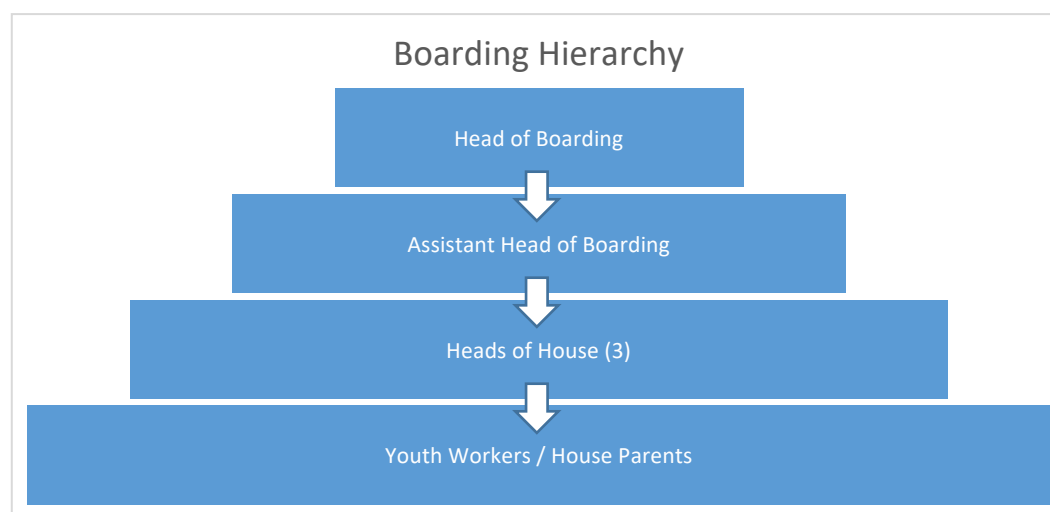 Boarding Hierarchy
Head of Boarding
Assistant Head of Boarding
Heads of House (3)
Youth Workers / House Parents